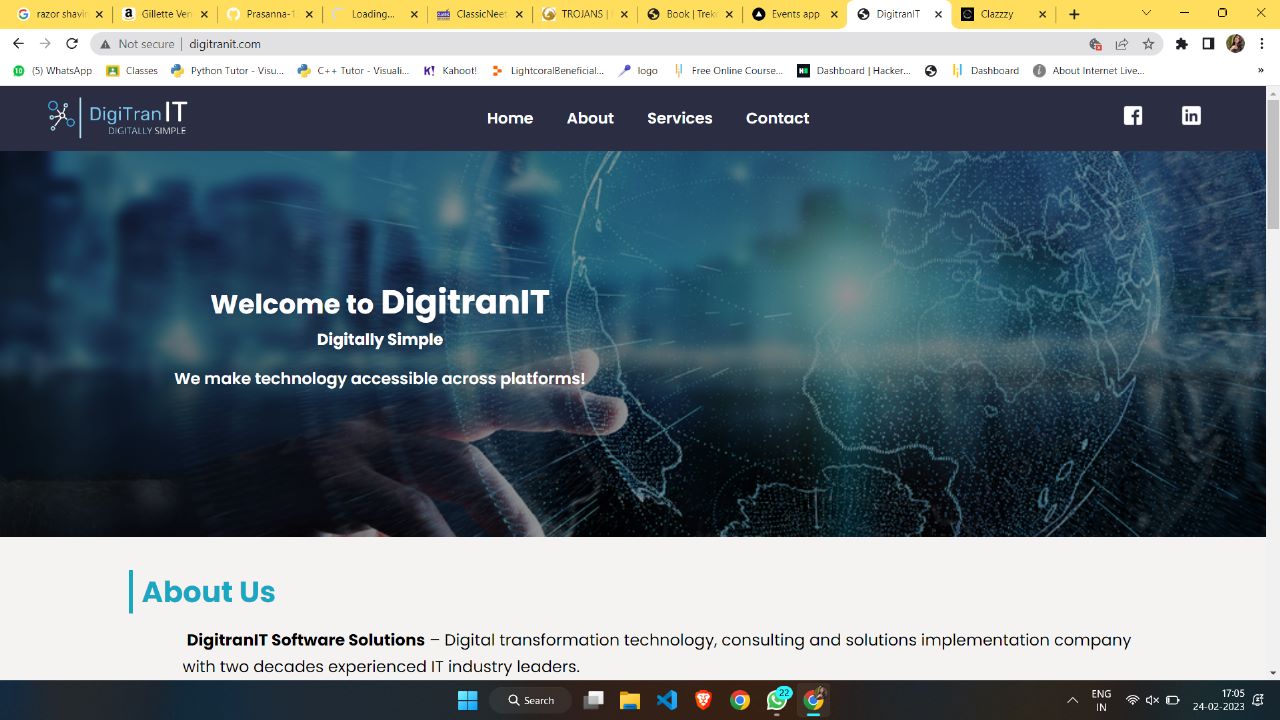 razor shavin
Gillette Ven
Prasanna-1
Loading...
ClassicNeet
TROJANS |
Book | Trek
Events app
DigitranIT
Clazzzy
Not secure
digitranit.com
(5) WhatsApp
Classes
Python Tutor - Visu...
C++ Tutor - Visuali...
Kahoot!
LightcoralBeneficial...
logo
Free Online Course...
Dashboard | Hacker...
Dashboard
About Internet Live...
»
DigiTran IT
DIGITALLY SIMPLE
Home
About
Services
Contact
Welcome to DigitranIT
Digitally Simple
We make technology accessible across platforms!
About Us
DigitranIT Software Solutions – Digital transformation technology, consulting and solutions implementation company
with two decades experienced IT industry leaders.
Search
22
ENG
IN
17:05
24-02-2023